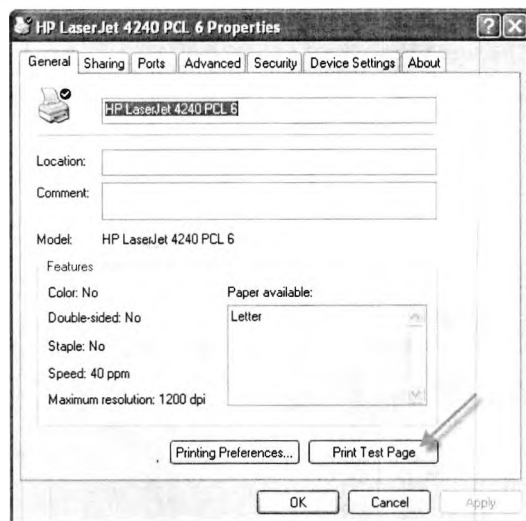 HP LaserJet 4240 PCL 6 Properties
General Sharing Ports Advanced Security Device Settings About
HP LaserJet 4240 PCL 6
Location:
Comment:
Model: HP LaserJet 4240 PCL 6
Features
Color: No Paper available:
Double-sided: No Letter
Staple: No
Speed: 40 ppm
Maximum resolution: 1200 dpi
Printing Preferences... Print Test Page
OK Cancel Apply